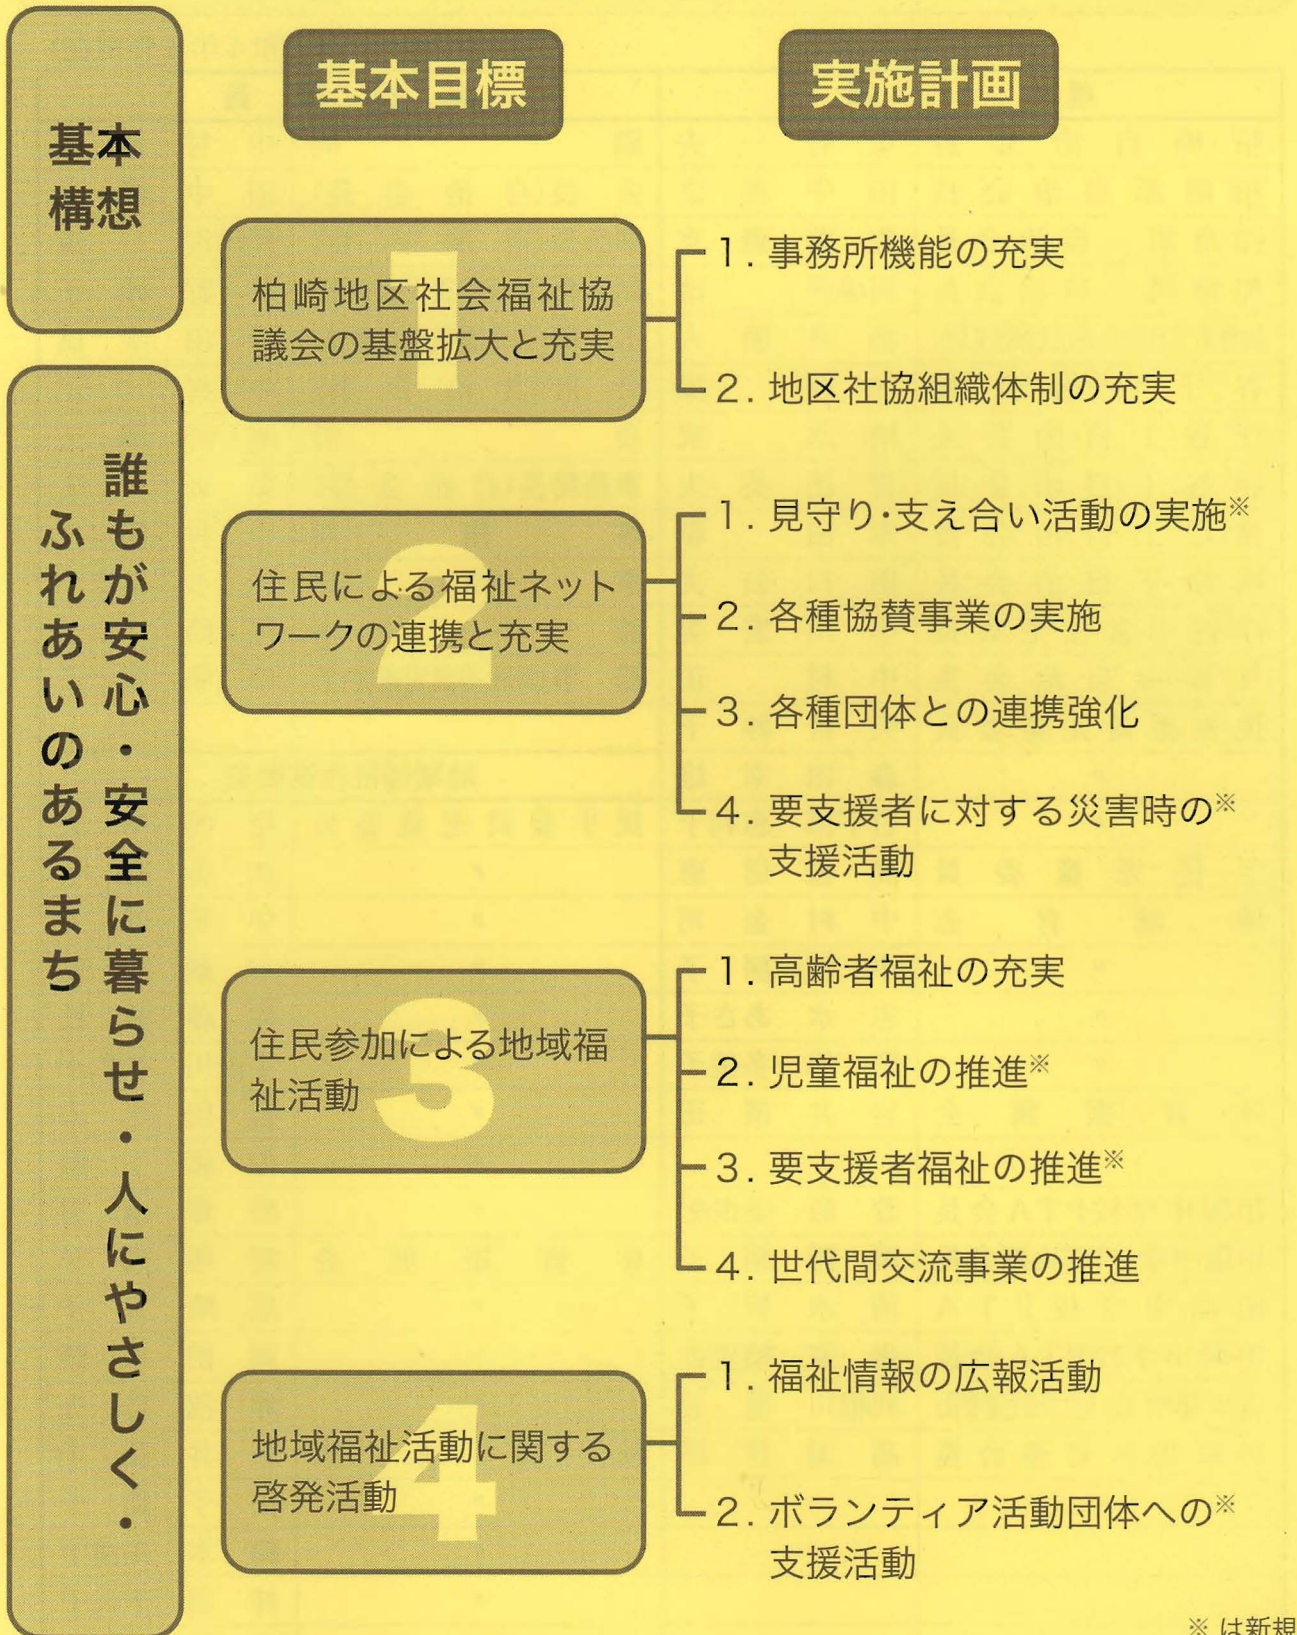 基本
構想
誰もが安心・安全に暮らせ・人にやさしく・
ふれあいのあるまち
基本目標
実施計画
1
柏崎地区社会福祉協
議会の基盤拡大と充実
1. 事務所機能の充実
2. 地区社協組織体制の充実
2
住民による福祉ネット
ワークの連携と充実
1. 見守り・支え合い活動の実施※
2. 各種協賛事業の実施
3. 各種団体との連携強化
4. 要支援者に対する災害時の※
支援活動
3
住民参加による地域福
祉活動
1. 高齢者福祉の充実
2. 児童福祉の推進※
3. 要支援者福祉の推進※
4. 世代間交流事業の推進
4
地域福祉活動に関する
啓発活動
1. 福祉情報の広報活動
2. ボランティア活動団体への※
支援活動
※は新規